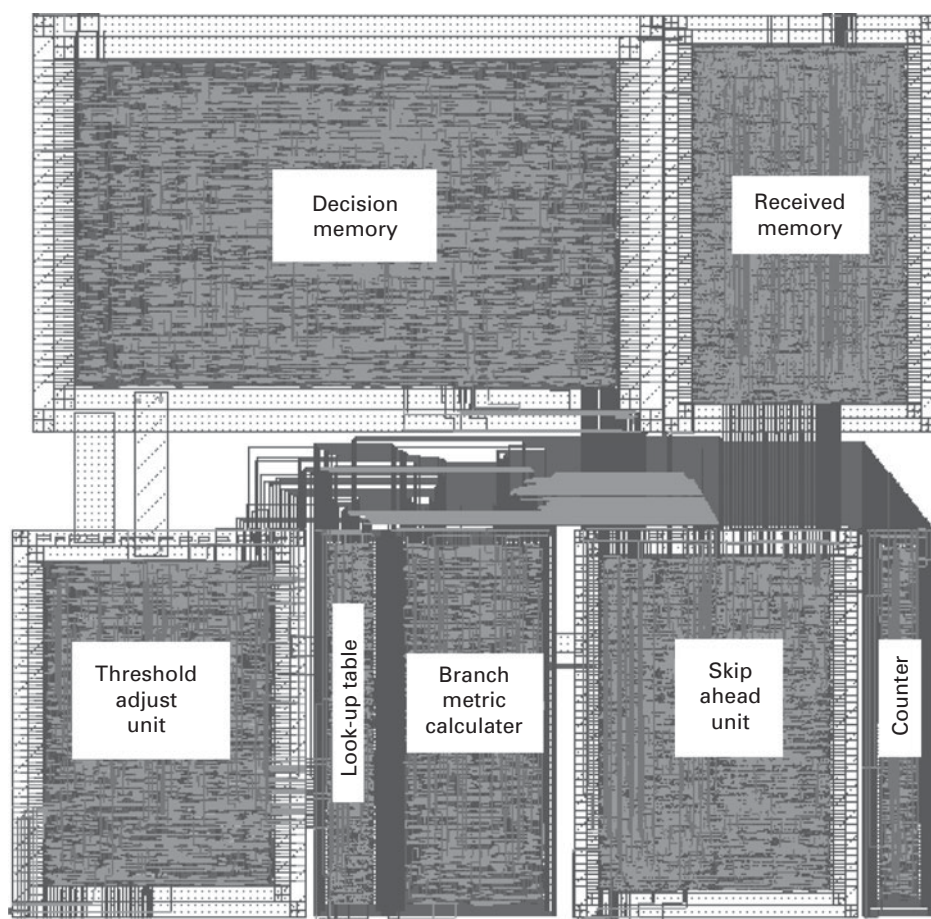 Decision
memory
Received
memory
Threshold
adjust
unit
Look-up table
Branch
metric
calculater
Skip
ahead
unit
Counter